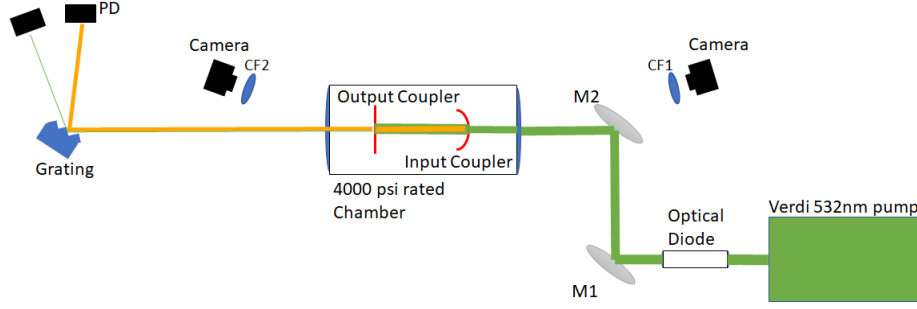 PD
Camera
CF2
Camera
CF1
M2
Output Coupler
Input Coupler
Grating
4000 psi rated
Chamber
Optical
Diode
Verdi 532nm pump
M1